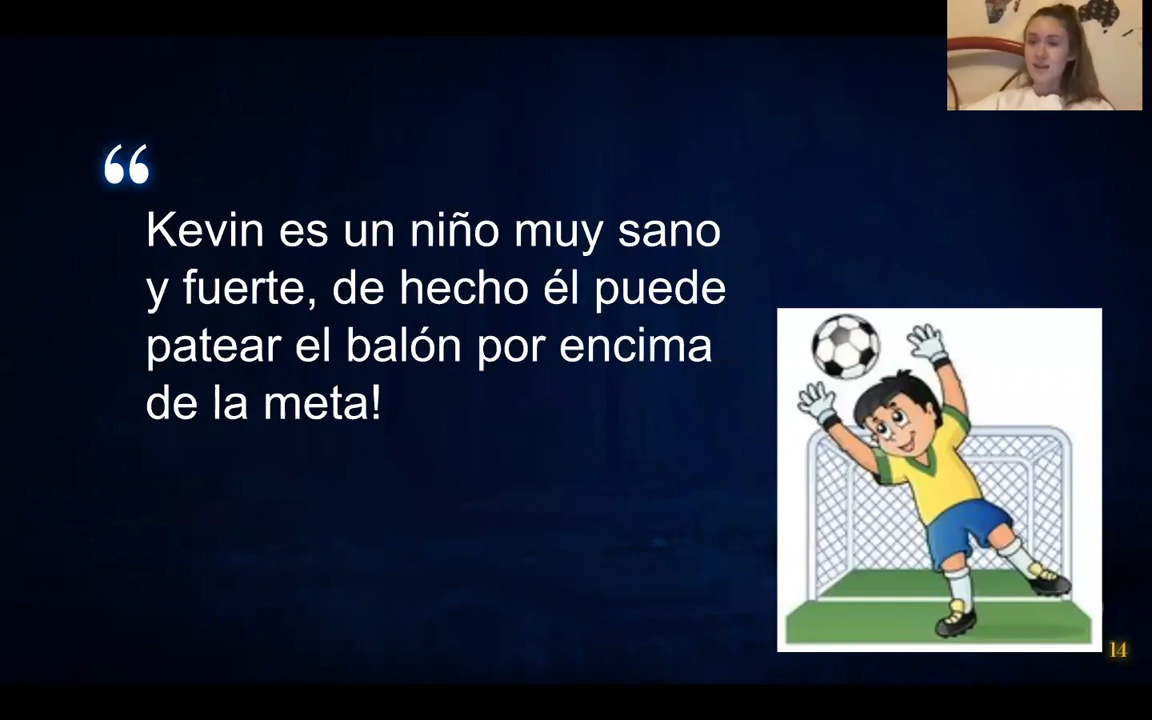 “
Kevin es un niño muy sano
y fuerte, de hecho él puede
patear el balón por encima
de la meta!
14